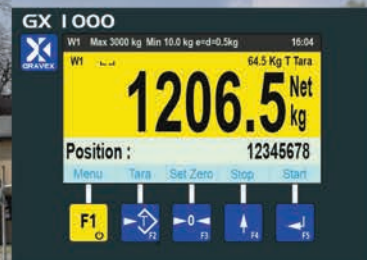 GX 1000
W1 Max 3000 kg Min 10.0 kg e=d=0.5kg 16:04
GRAVEX
W1 64.5 Kg T Tara
1206.5 Net
kg
Position : 12345678
Menu Tara Set Zero Stop Start
F1 T F2 0 F3 F4 F5